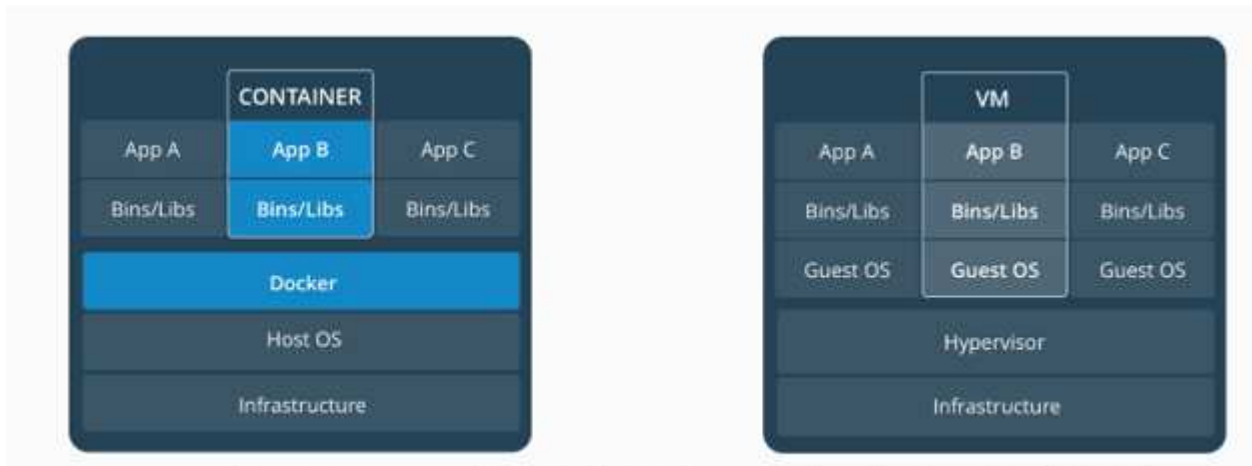 CONTAINER
App A App B App C
Bins/Libs Bins/Libs Bins/Libs
Docker
Host OS
Infrastructure
VM
App A App B App C
Bins/Libs Bins/Libs Bins/Libs
Guest OS Guest OS Guest OS
Hypervisor
Infrastructure